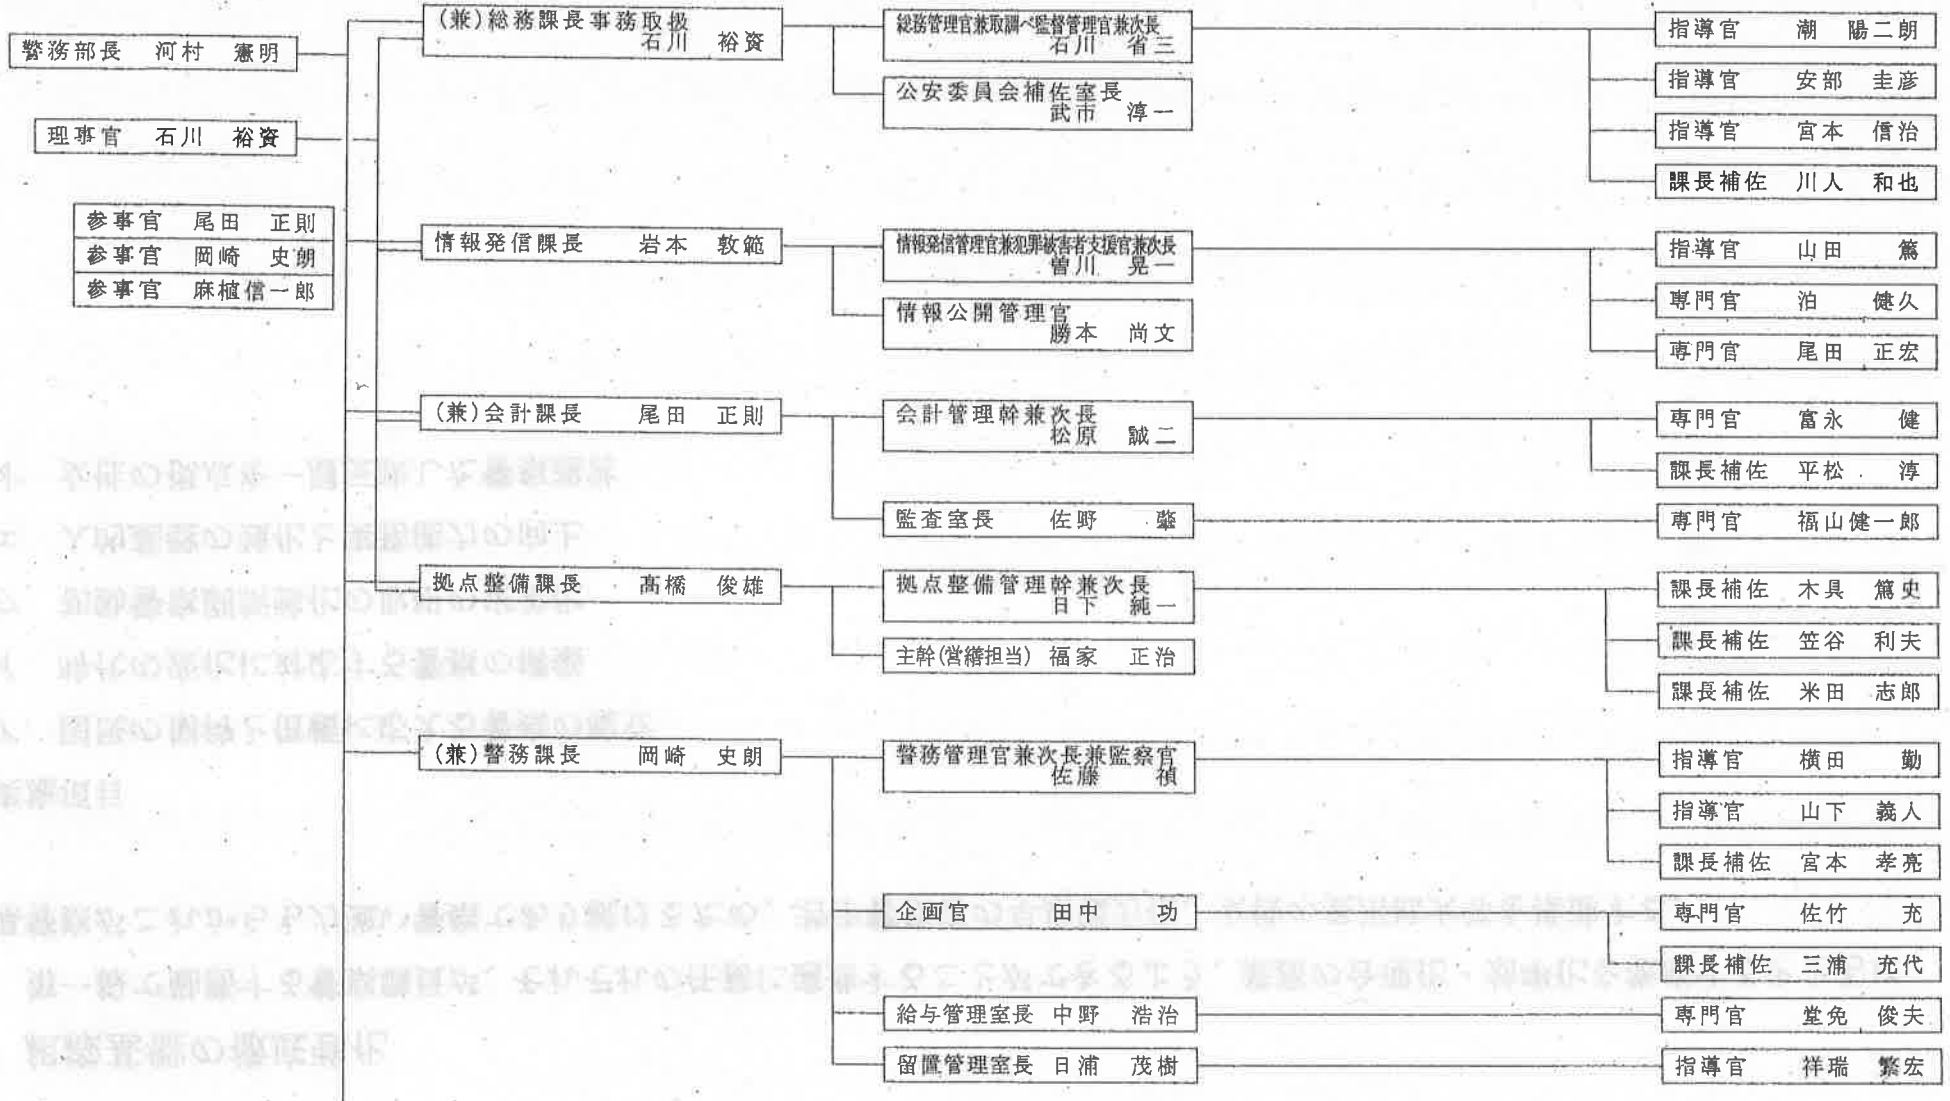 警務部長 河村 憲明
理事官 石川 裕資
参事官 尾田 正則
参事官 岡崎 史朗
参事官 麻植信一郎
(兼)総務課長事務取扱
石川 裕資
総務管理官兼取調べ監督管理官兼次長
石川 省三
公安委員会補佐室長
武市 淳一
指導官 潮 陽二朗
指導官 安部 圭彦
指導官 宮本 信治
課長補佐 川人 和也
情報発信課長 岩本 敦範
情報発信管理官兼犯罪被害者支援官兼次長
曽川 晃一
情報公開管理官
勝本 尚文
指導官 山田 篤
専門官 泊 健久
専門官 尾田 正宏
(兼)会計課長 尾田 正則
会計管理幹兼次長
松原 誠二
監査室長 佐野 肇
専門官 富永 健
課長補佐 平松 淳
専門官 福山健一郎
拠点整備課長 髙橋 俊雄
拠点整備管理幹兼次長
日下 純一
主幹(営繕担当) 福家 正治
課長補佐 木具 篤史
課長補佐 笠谷 利夫
課長補佐 米田 志郎
(兼)警務課長 岡崎 史朗
警務管理官兼次長兼監察官
佐藤 禎
企画官 田中 功
給与管理室長 中野 浩治
留置管理室長 日浦 茂樹
指導官 横田 勤
指導官 山下 義人
課長補佐 宮本 孝亮
専門官 佐竹 充
課長補佐 三浦 充代
専門官 堂免 俊夫
指導官 祥瑞 繁宏